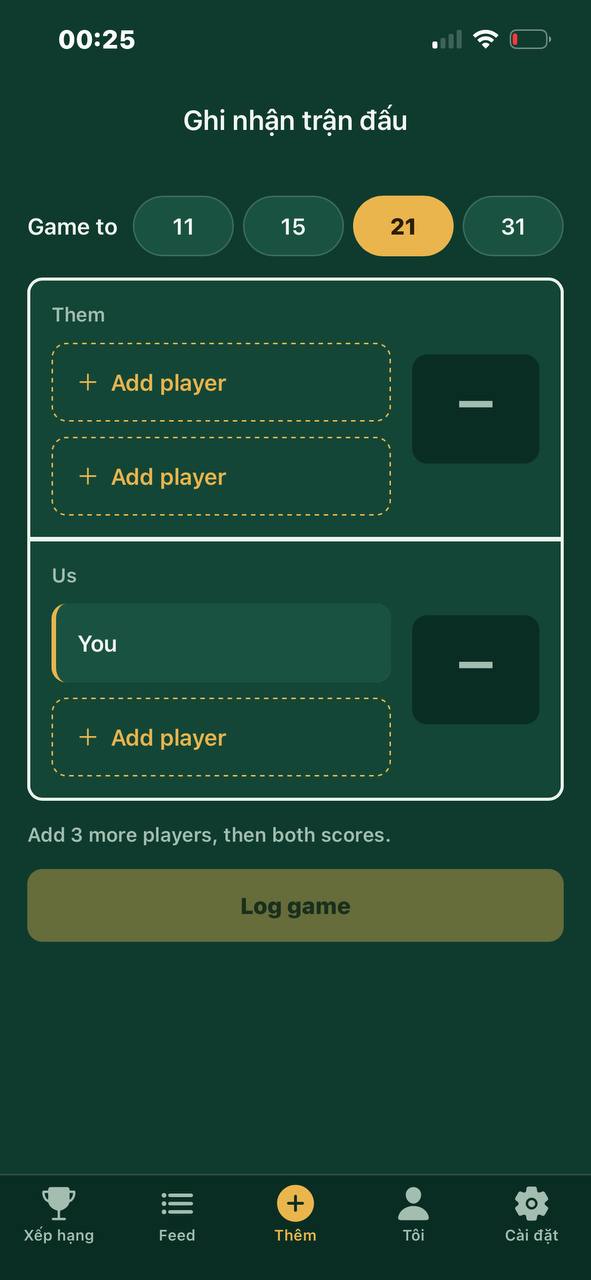 00:25
Ghi nhận trận đấu
Game to 11 15 21 31
Them
+ Add player
+ Add player
Us
You
+ Add player
Add 3 more players, then both scores.
Log game
Xếp hạng Feed Thêm Tôi Cài đặt